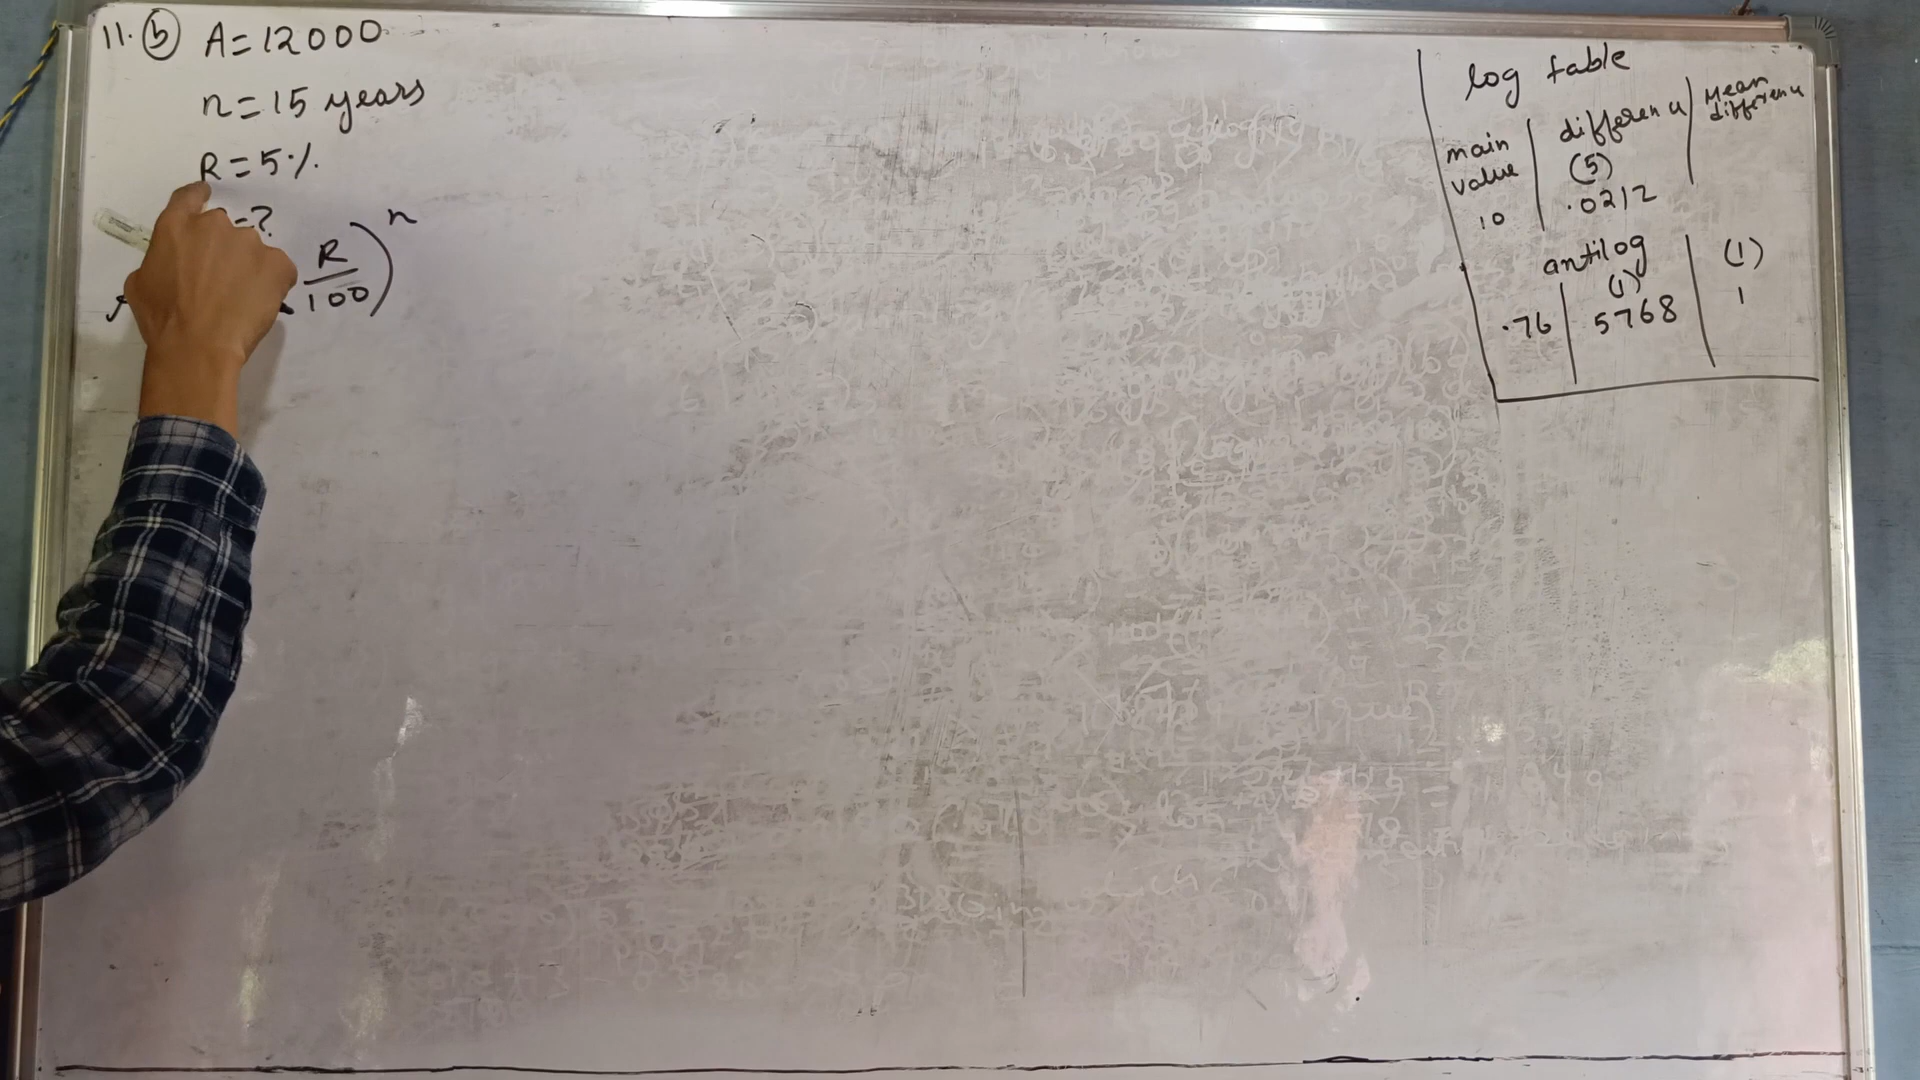 11. (b) A = 12000
n = 15 years
R = 5%
= ?
R/100)^n
log table
main value | difference | Mean difference
(5)
10 | .0212
antilog
(1) | (1)
.76 | 5768 | 1